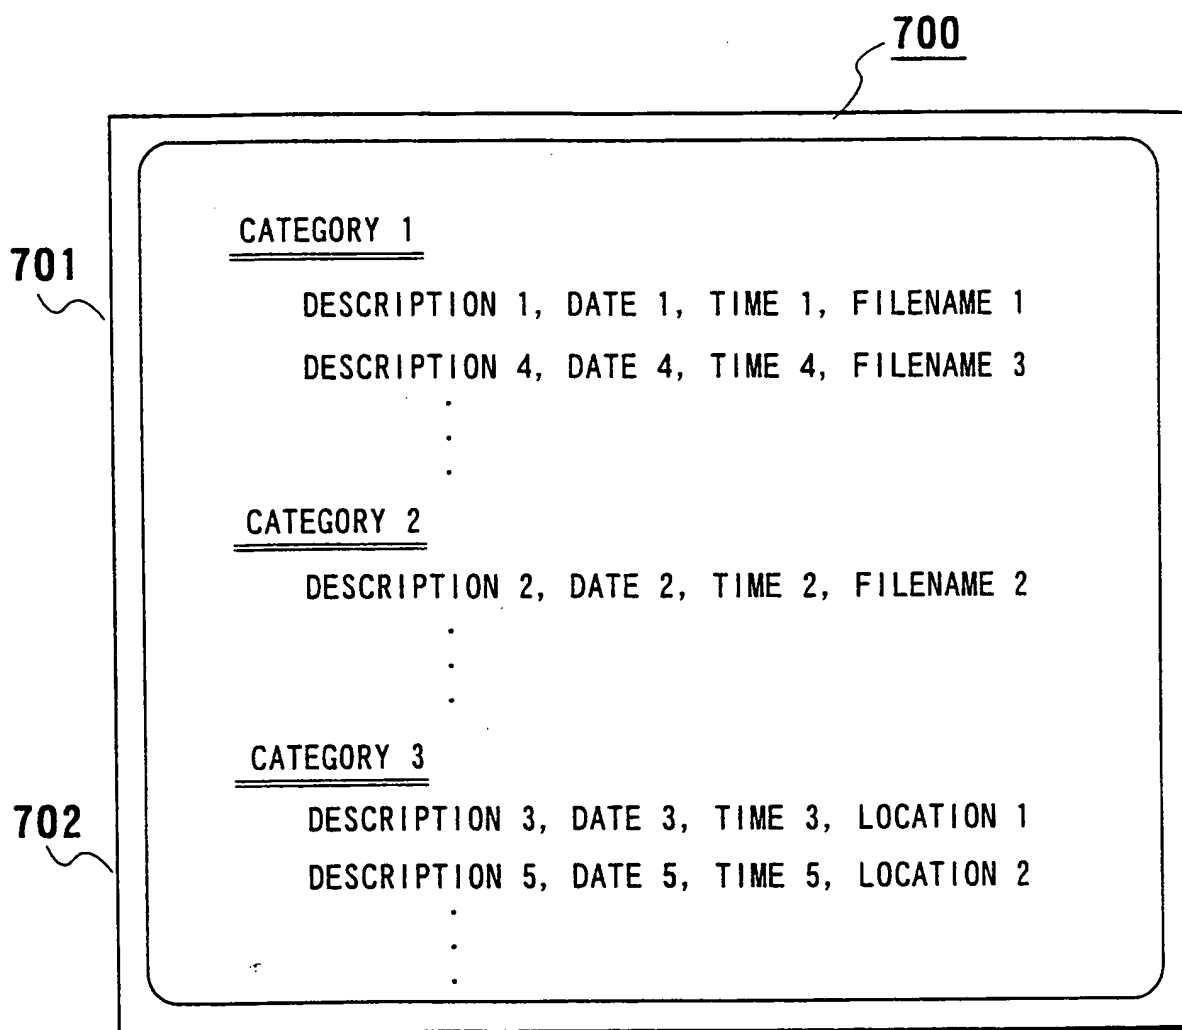 700
CATEGORY 1
701
DESCRIPTION 1, DATE 1, TIME 1, FILENAME 1
DESCRIPTION 4, DATE 4, TIME 4, FILENAME 3
CATEGORY 2
DESCRIPTION 2, DATE 2, TIME 2, FILENAME 2
CATEGORY 3
702
DESCRIPTION 3, DATE 3, TIME 3, LOCATION 1
DESCRIPTION 5, DATE 5, TIME 5, LOCATION 2